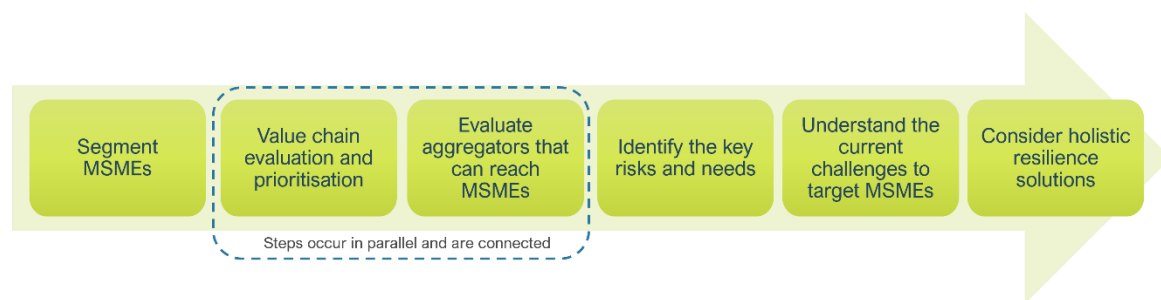 Segment
MSMEs
Value chain
evaluation and
prioritisation
Evaluate
aggregators that
can reach
MSMEs
Identify the key
risks and needs
Understand the
current
challenges to
target MSMEs
Consider holistic
resilience
solutions
Steps occur in parallel and are connected